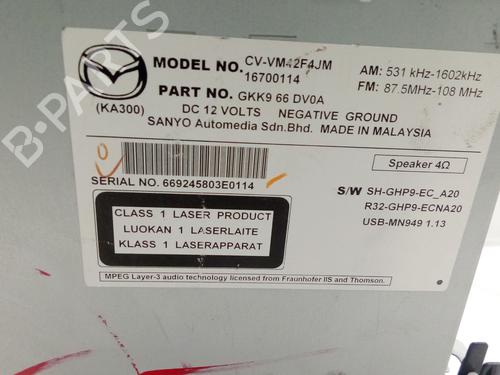 MODEL NO. CV-VM42F4JM
16700114
AM: 531 kHz-1602kHz
FM: 87.5MHz-108 MHz
PART NO. GKK9 66 DV0A
(KA300)
DC 12 VOLTS NEGATIVE GROUND
SANYO Automedia Sdn.Bhd. MADE IN MALAYSIA
Speaker 4Ω
SERIAL NO. 669245803E0114
S/W SH-GHP9-EC_A20
R32-GHP9-ECNA20
USB-MN949 1.13
CLASS 1 LASER PRODUCT
LUOKAN 1 LASERLAITE
KLASS 1 LASERAPPARAT
MPEG Layer-3 audio technology licensed from Fraunhofer IIS and Thomson.
B-PARTS